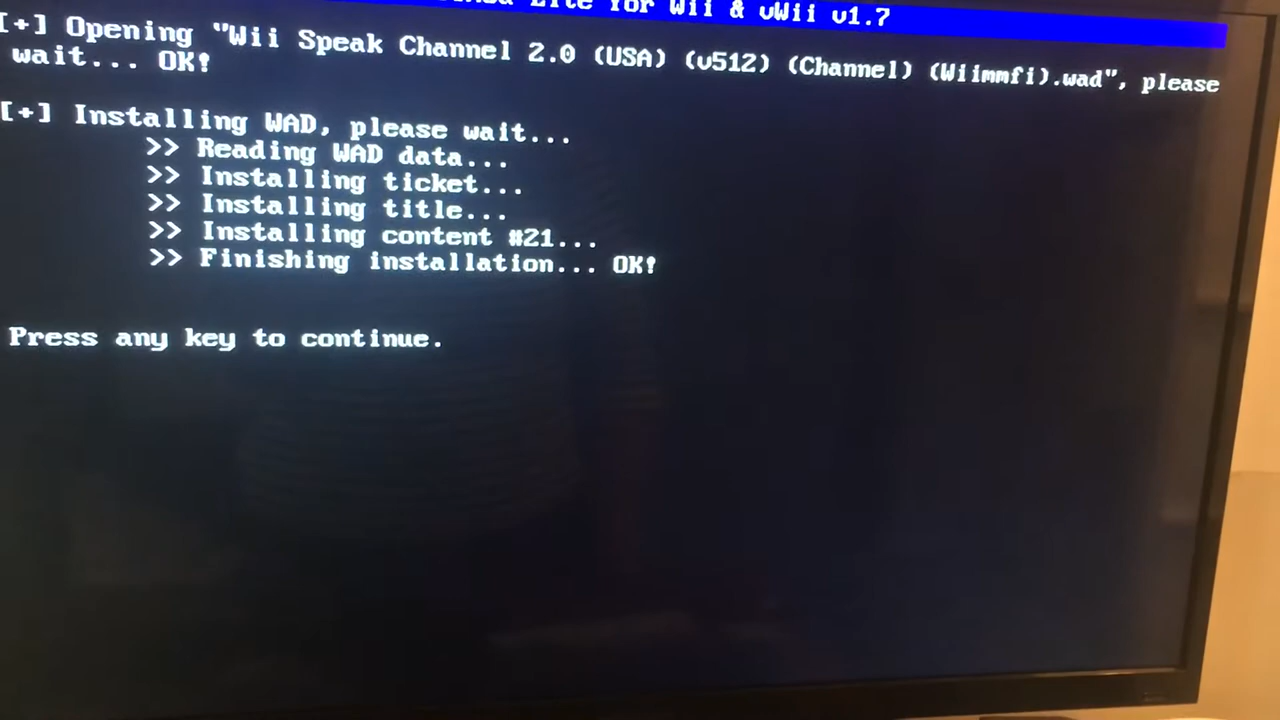 Lite for Wii & vWii v1.7
[+] Opening "Wii Speak Channel 2.0 (USA) (v512) (Channel) (Wiimmfi).wad", please
wait... OK!
[+] Installing WAD, please wait...
>> Reading WAD data...
>> Installing ticket...
>> Installing title...
>> Installing content #21...
>> Finishing installation... OK!
Press any key to continue.